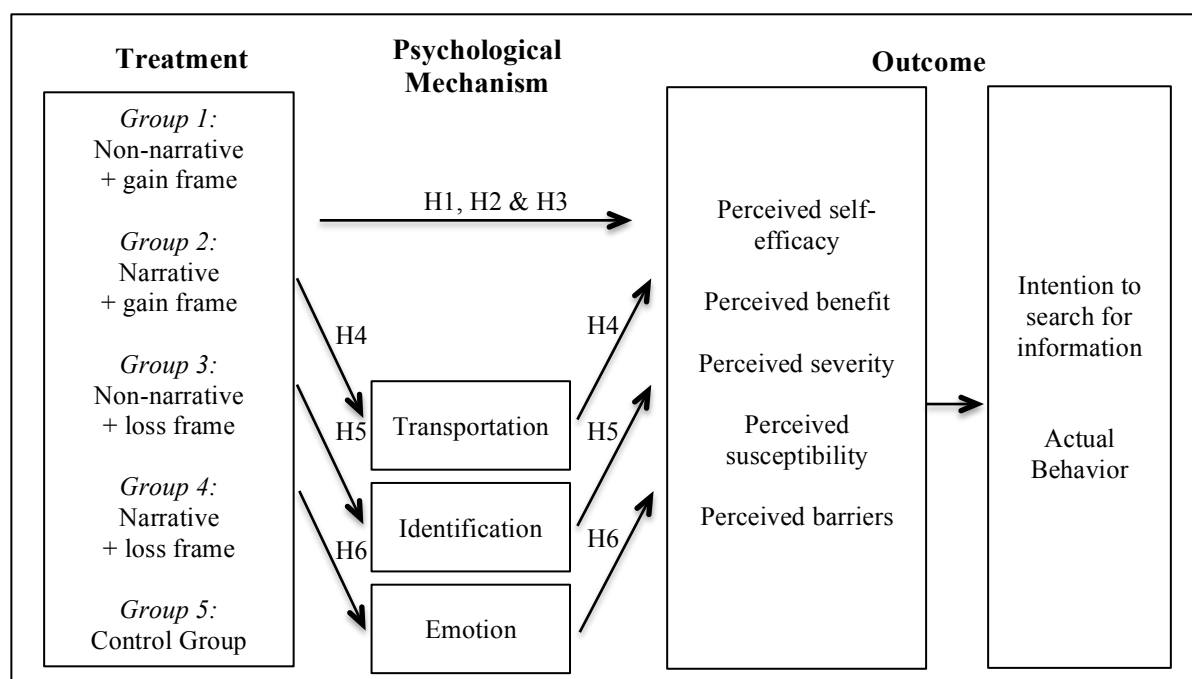 Treatment
Psychological
Mechanism
Outcome
Group 1:
Non-narrative
+ gain frame
Group 2:
Narrative
+ gain frame
Group 3:
Non-narrative
+ loss frame
Group 4:
Narrative
+ loss frame
Group 5:
Control Group
H1, H2 & H3
H4
H5
H6
Transportation
Identification
Emotion
H4
H5
H6
Perceived self-
efficacy
Perceived benefit
Perceived severity
Perceived
susceptibility
Perceived barriers
Intention to
search for
information
Actual
Behavior